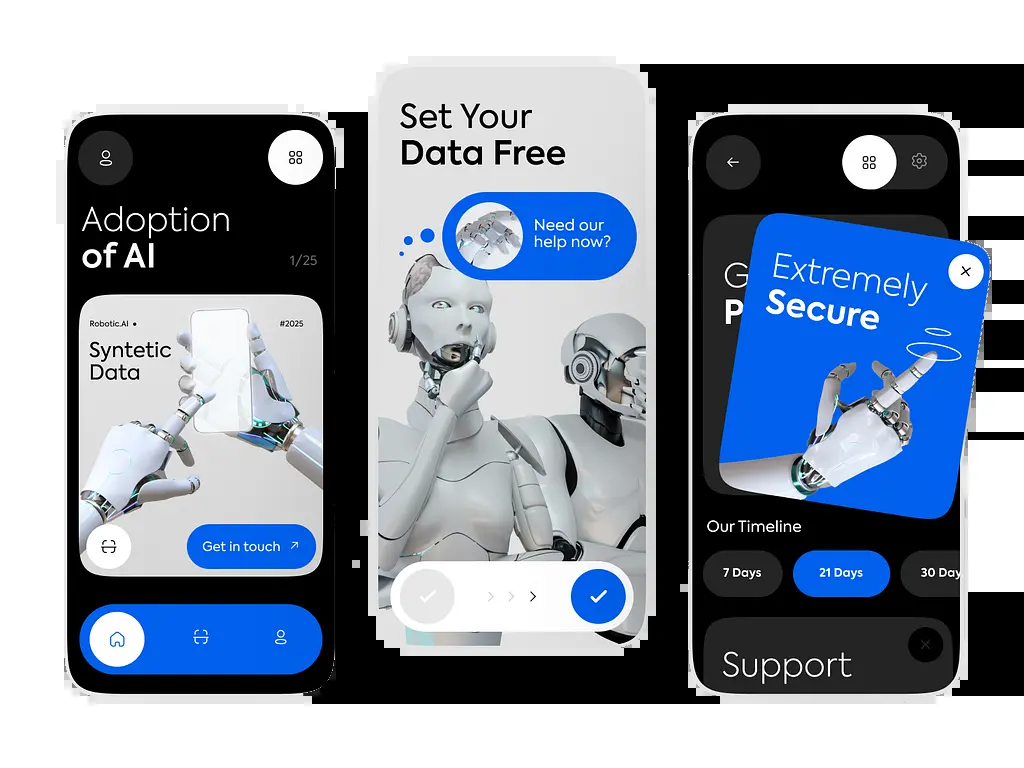 Adoption
of AI
1/25
Robotic.AI •
#2025
Syntetic
Data
Get in touch
Set Your
Data Free
Need our
help now?
Extremely
Secure
G
P
Our Timeline
7 Days
21 Days
30 Day
Support